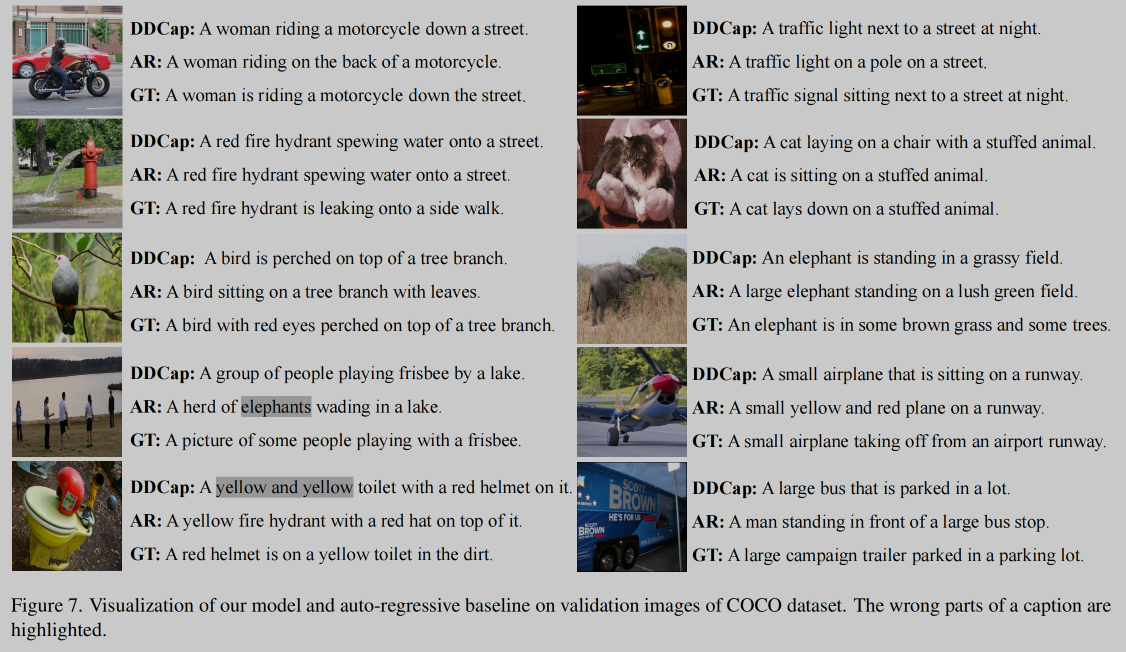 DDCap: A woman riding a motorcycle down a street.
AR: A woman riding on the back of a motorcycle.
GT: A woman is riding a motorcycle down the street.
DDCap: A red fire hydrant spewing water onto a street.
AR: A red fire hydrant spewing water onto a street.
GT: A red fire hydrant is leaking onto a side walk.
DDCap: A bird is perched on top of a tree branch.
AR: A bird sitting on a tree branch with leaves.
GT: A bird with red eyes perched on top of a tree branch.
DDCap: A group of people playing frisbee by a lake.
AR: A herd of elephants wading in a lake.
GT: A picture of some people playing with a frisbee.
DDCap: A yellow and yellow toilet with a red helmet on it.
AR: A yellow fire hydrant with a red hat on top of it.
GT: A red helmet is on a yellow toilet in the dirt.
DDCap: A traffic light next to a street at night.
AR: A traffic light on a pole on a street.
GT: A traffic signal sitting next to a street at night.
DDCap: A cat laying on a chair with a stuffed animal.
AR: A cat is sitting on a stuffed animal.
GT: A cat lays down on a stuffed animal.
DDCap: An elephant is standing in a grassy field.
AR: A large elephant standing on a lush green field.
GT: An elephant is in some brown grass and some trees.
DDCap: A small airplane that is sitting on a runway.
AR: A small yellow and red plane on a runway.
GT: A small airplane taking off from an airport runway.
SCOTT
BROWN
HE'S FOR US
SCOTT
BROWN
DDCap: A large bus that is parked in a lot.
AR: A man standing in front of a large bus stop.
GT: A large campaign trailer parked in a parking lot.
Figure 7. Visualization of our model and auto-regressive baseline on validation images of COCO dataset. The wrong parts of a caption are
highlighted.